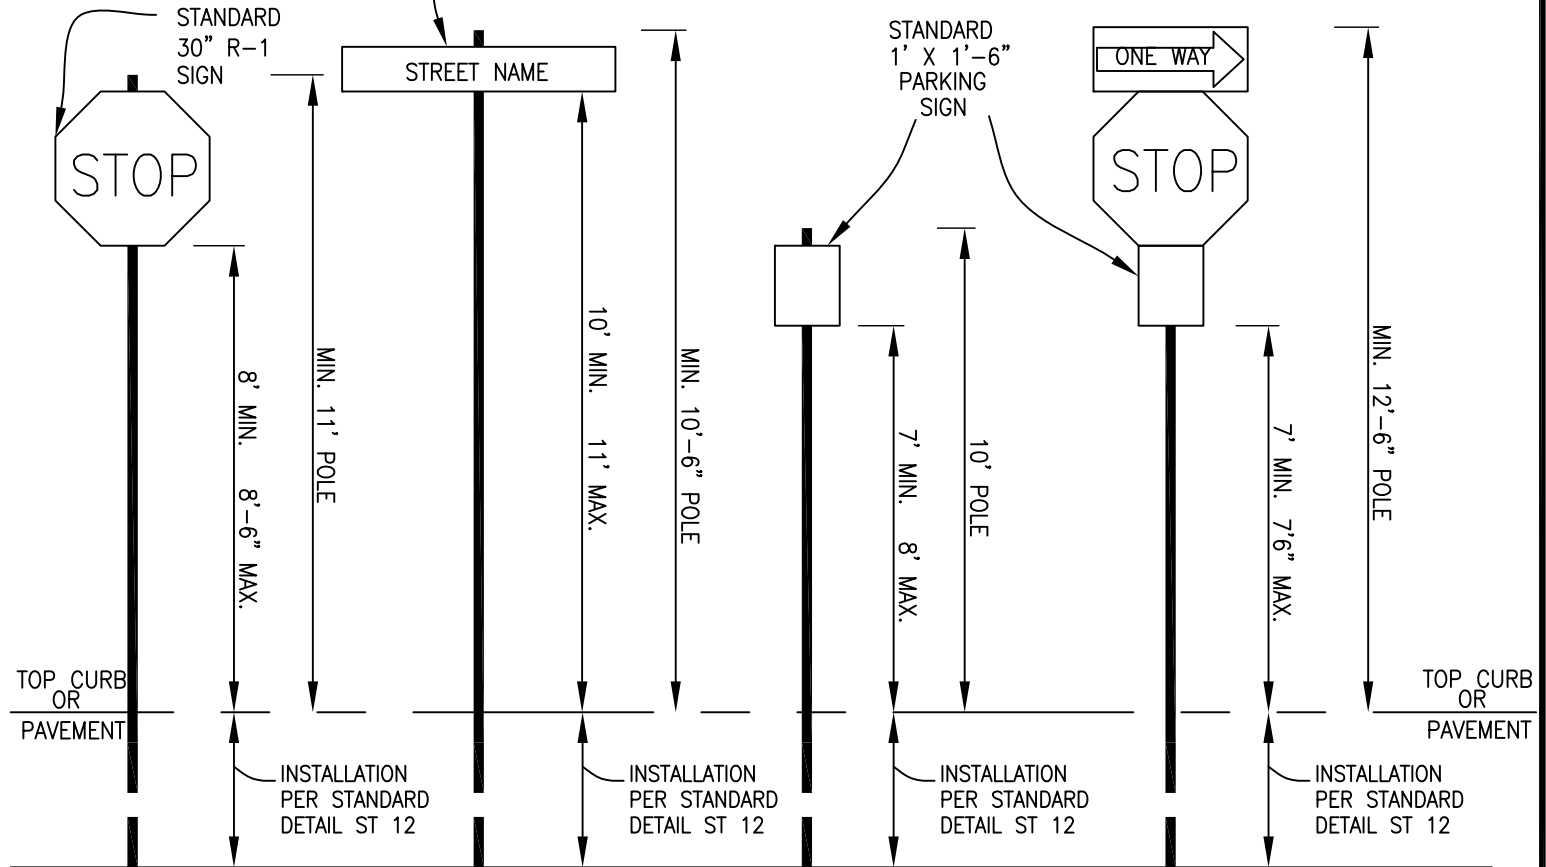 STANDARD
30" R-1
SIGN
STREET NAME
STANDARD
1' X 1'-6"
PARKING
SIGN
ONE WAY
STOP
STOP
8' MIN. 8'-6" MAX.
MIN. 11' POLE
10' MIN. 11' MAX.
MIN. 10'-6" POLE
7' MIN. 8' MAX.
10' POLE
7' MIN. 7'6" MAX.
MIN. 12'-6" POLE
TOP CURB
OR
PAVEMENT
TOP CURB
OR
PAVEMENT
INSTALLATION
PER STANDARD
DETAIL ST 12
INSTALLATION
PER STANDARD
DETAIL ST 12
INSTALLATION
PER STANDARD
DETAIL ST 12
INSTALLATION
PER STANDARD
DETAIL ST 12